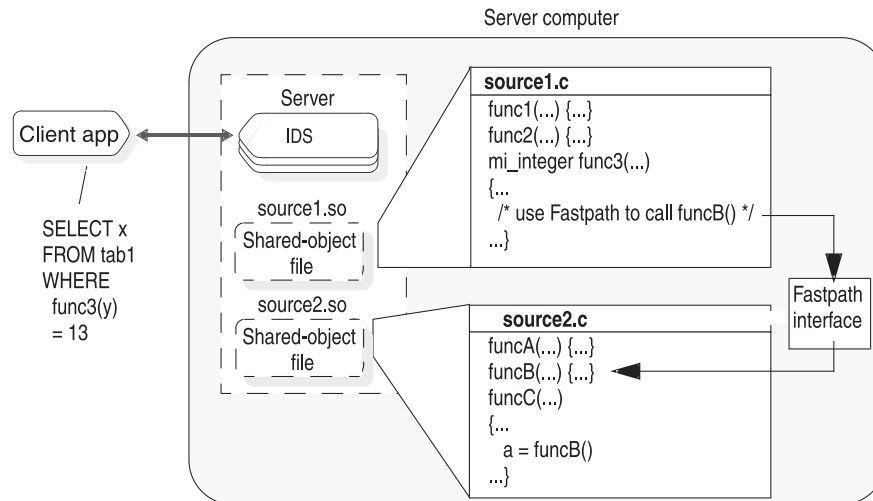 Server computer
Client app
SELECT x
FROM tab1
WHERE
func3(y)
= 13
Server
IDS
source1.so
Shared-object
file
source2.so
Shared-object
file
source1.c
func1(...) {...}
func2(...) {...}
mi_integer func3(...)
{...
/* use Fastpath to call funcB() */
...}
Fastpath
interface
source2.c
funcA(...) {...}
funcB(...) {...}
funcC(...)
{...
a = funcB()
...}